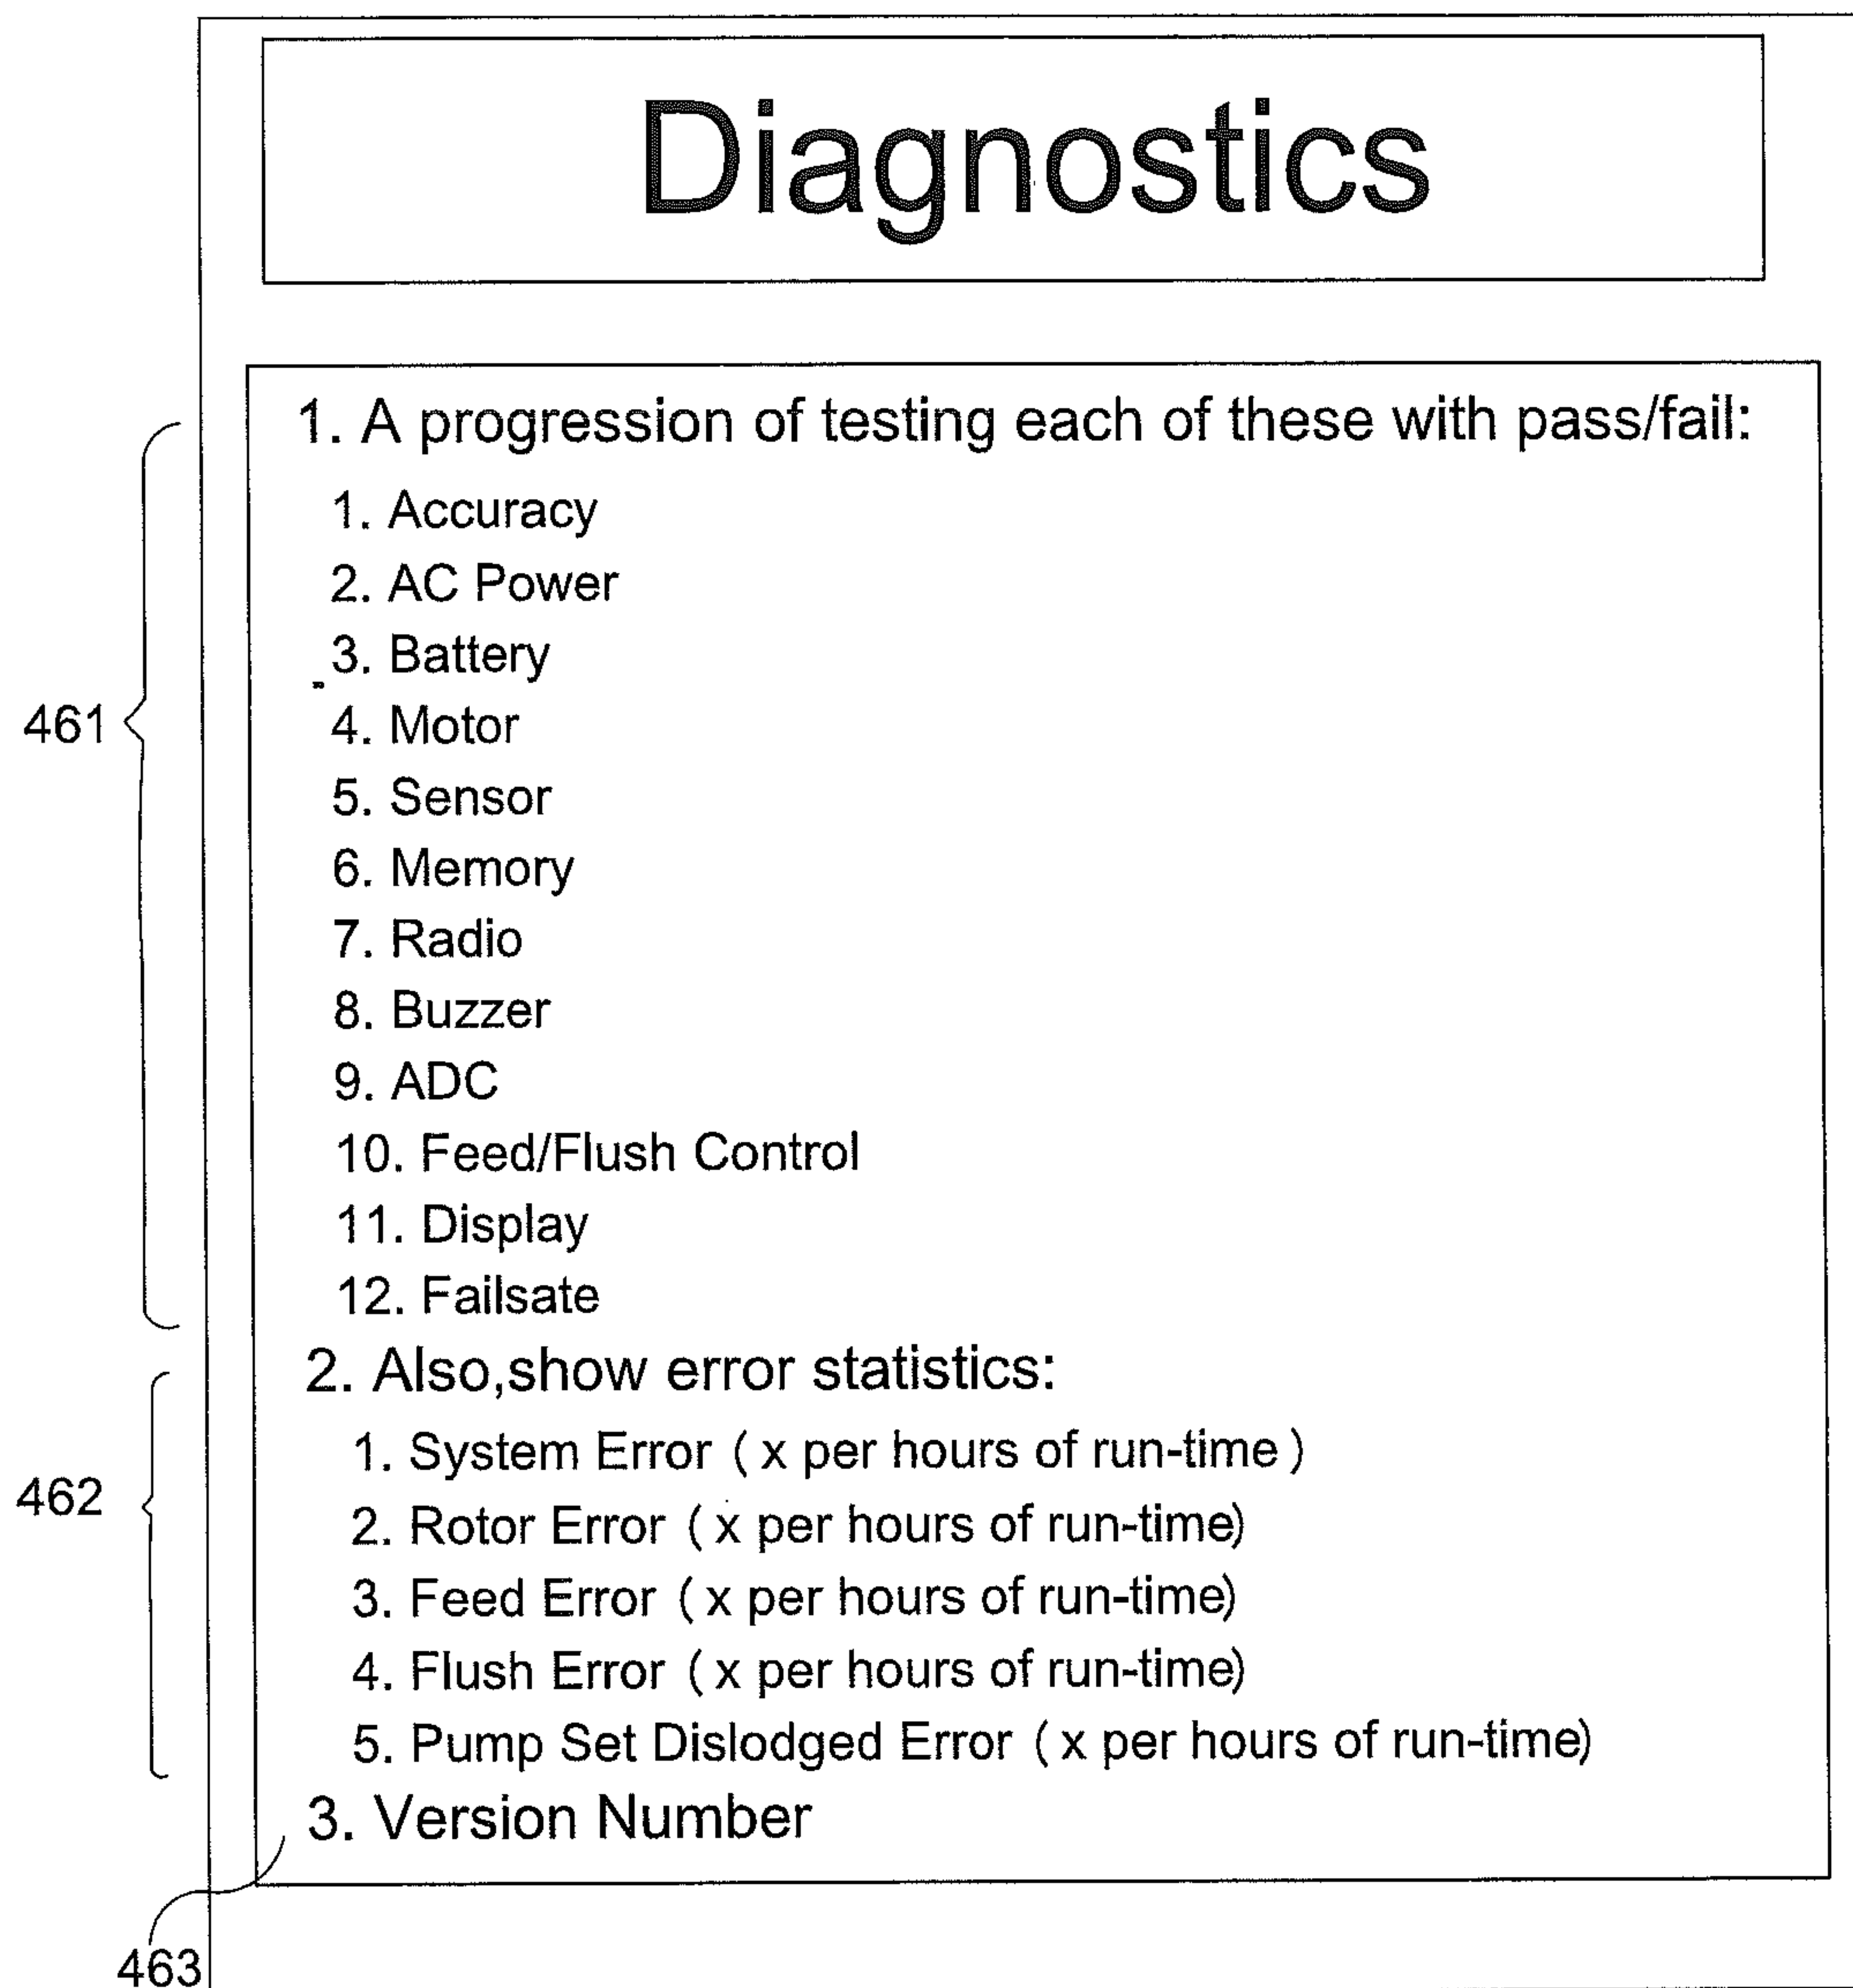 Diagnostics
1. A progression of testing each of these with pass/fail:
1. Accuracy
2. AC Power
3. Battery
461
4. Motor
5. Sensor
6. Memory
7. Radio
8. Buzzer
9. ADC
10. Feed/Flush Control
11. Display
12. Failsate
2. Also,show error statistics:
1. System Error ( x per hours of run-time )
462
2. Rotor Error ( x per hours of run-time)
3. Feed Error ( x per hours of run-time)
4. Flush Error ( x per hours of run-time)
5. Pump Set Dislodged Error ( x per hours of run-time)
3. Version Number
463